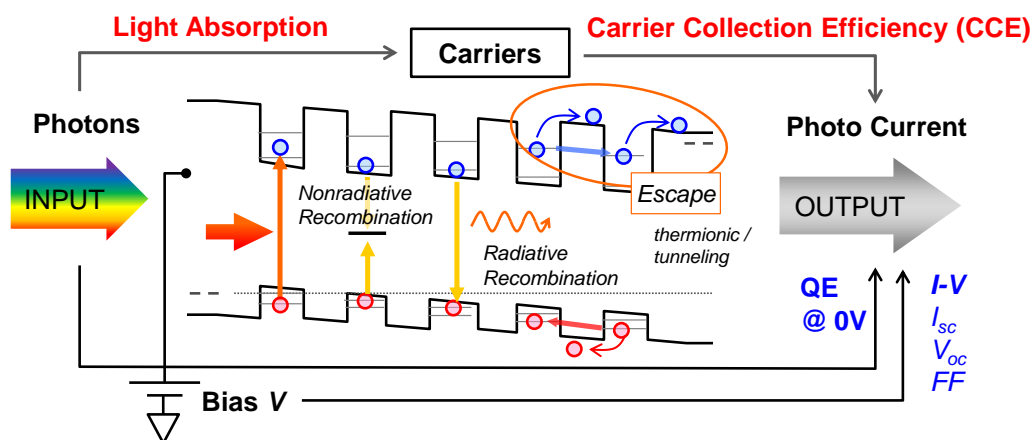 Light Absorption
Carrier Collection Efficiency (CCE)
Carriers
Photons
Photo Current
INPUT
Nonradiative
Recombination
Escape
OUTPUT
Radiative
Recombination
thermionic /
tunneling
QE
@ 0V
I-V
Isc
Voc
FF
Bias V